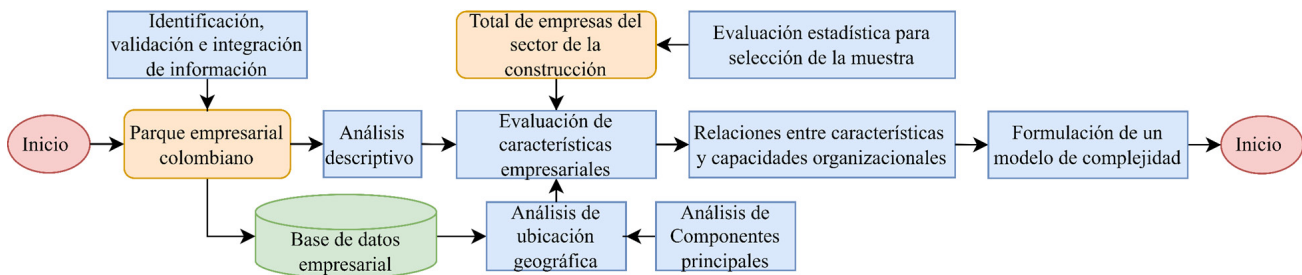 Identificación,
validación e integración
de información
Total de empresas del
sector de la
construcción
Evaluación estadística para
selección de la muestra
Inicio
Parque empresarial
colombiano
Análisis
descriptivo
Evaluación de
características
empresariales
Relaciones entre características
y capacidades organizacionales
Formulación de un
modelo de complejidad
Inicio
Base de datos
empresarial
Análisis de
ubicación
geográfica
Análisis de
Componentes
principales